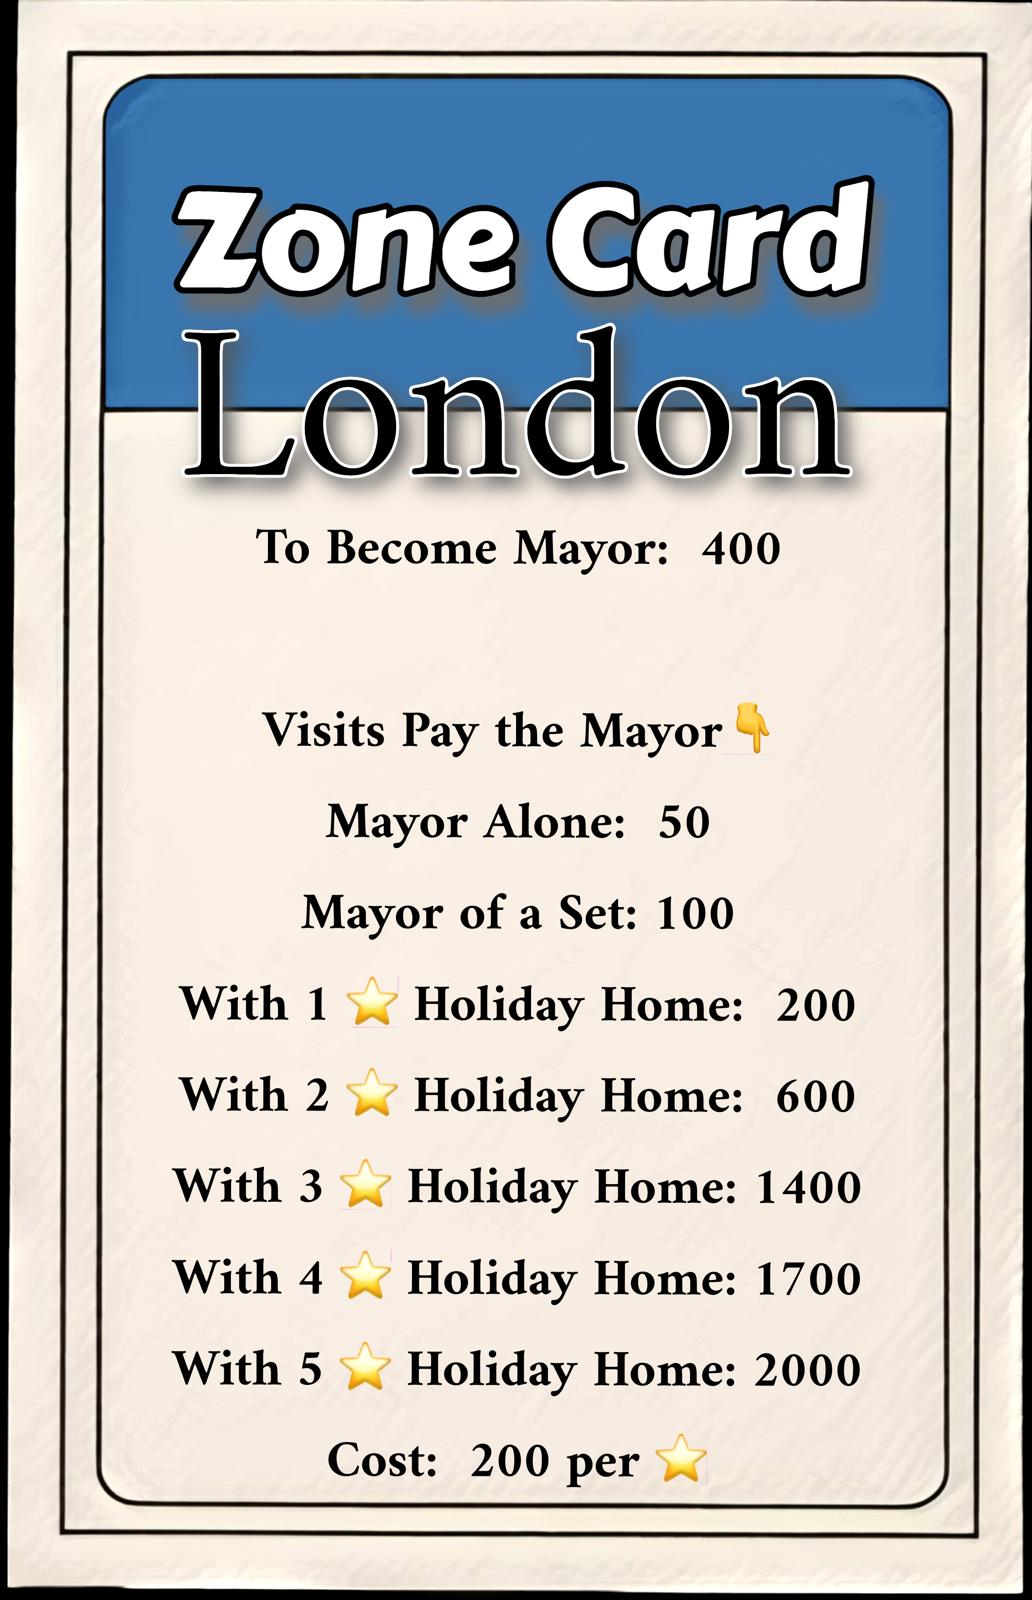 Zone Card
London
To Become Mayor: 400
Visits Pay the Mayor👇
Mayor Alone: 50
Mayor of a Set: 100
With 1 ⭐ Holiday Home: 200
With 2 ⭐ Holiday Home: 600
With 3 ⭐ Holiday Home: 1400
With 4 ⭐ Holiday Home: 1700
With 5 ⭐ Holiday Home: 2000
Cost: 200 per ⭐